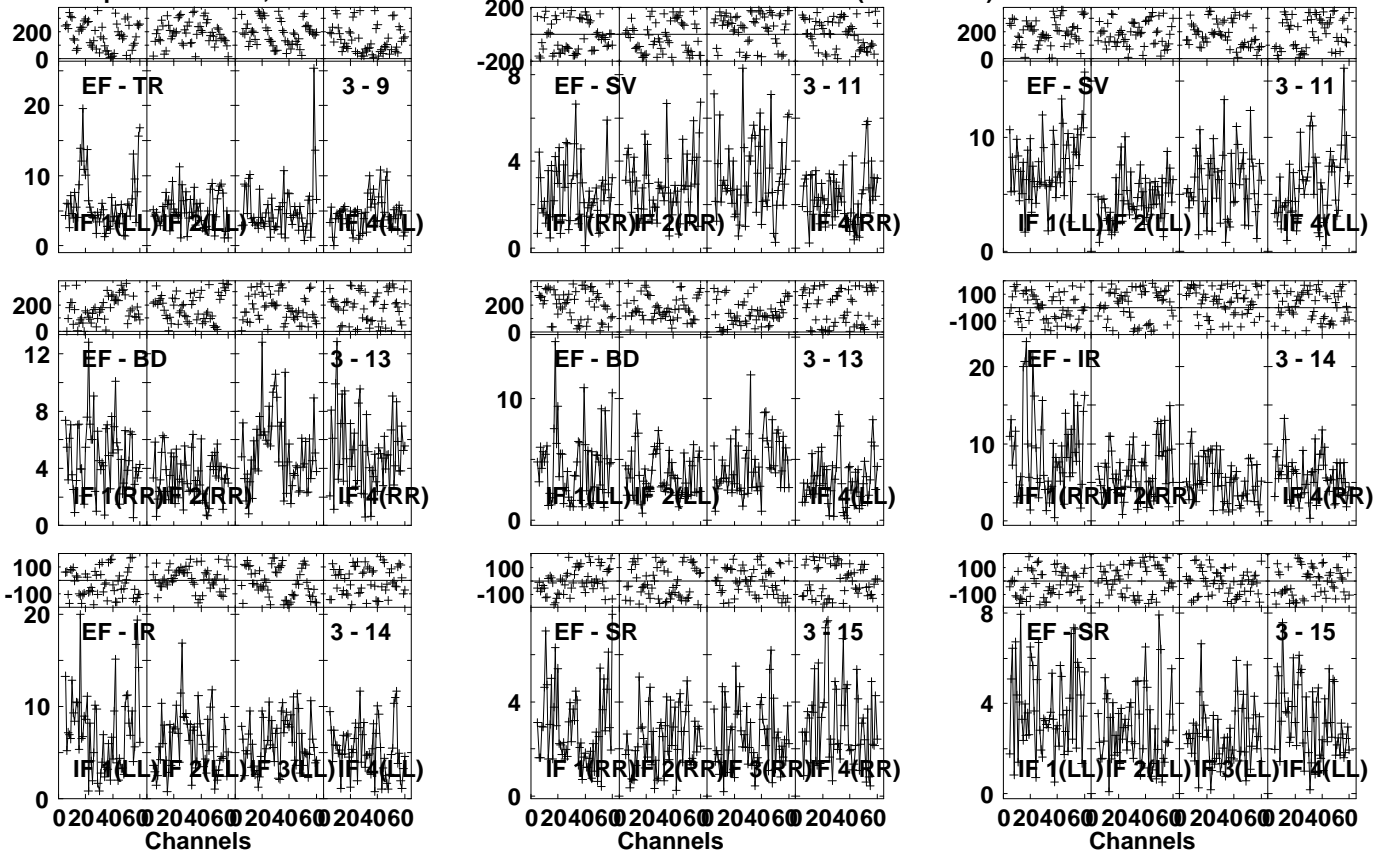 200
0
200
-200
200
0
EF - TR 3 - 9
20
10
0
IF 1(LL) IF 2(LL) IF 4(LL)
EF - SV 3 - 11
8
4
0
IF 1(RR) IF 2(RR) IF 4(RR)
EF - SV 3 - 11
10
0
IF 1(LL) IF 2(LL) IF 4(LL)
200
0
200
0
100
-100
EF - BD 3 - 13
12
8
4
0
IF 1(RR) IF 2(RR) IF 4(RR)
EF - BD 3 - 13
10
0
IF 1(LL) IF 2(LL) IF 4(LL)
EF - IR 3 - 14
20
10
0
IF 1(RR) IF 2(RR) IF 4(RR)
100
-100
100
-100
100
-100
EF - IR 3 - 14
20
10
0
IF 1(LL) IF 2(LL) IF 3(LL) IF 4(LL)
EF - SR 3 - 15
4
0
IF 1(RR) IF 2(RR) IF 3(RR) IF 4(RR)
EF - SR 3 - 15
8
4
0
IF 1(LL) IF 2(LL) IF 3(LL) IF 4(LL)
0 20 40 60 0 20 40 60 0 20 40 60 0 20 40 60
Channels
0 20 40 60 0 20 40 60 0 20 40 60 0 20 40 60
Channels
0 20 40 60 0 20 40 60 0 20 40 60 0 20 40 60
Channels